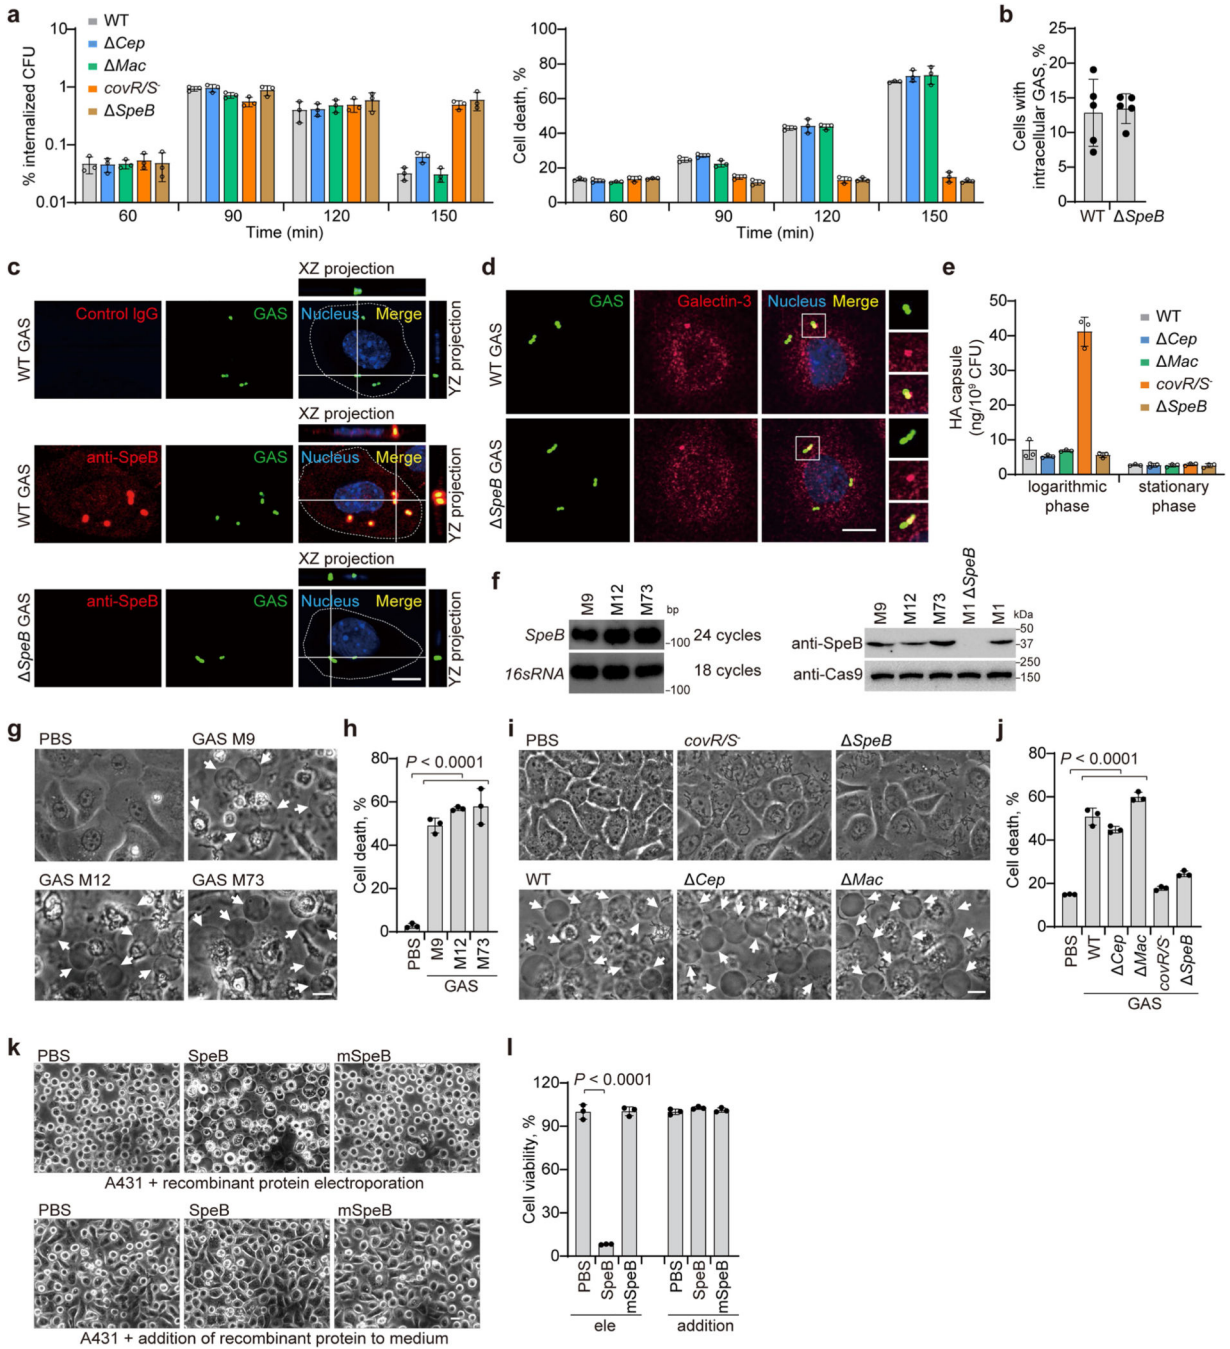 a
% internalized CFU
10
1
0.1
0.01
60
90
120
150
Time (min)
WT
ΔCep
ΔMac
covR/S-
ΔSpeB
Cell death, %
100
80
60
40
20
0
60
90
120
150
Time (min)
b
Cells with
intracellular GAS, %
25
20
15
10
5
0
WT ΔSpeB
c
XZ projection
WT GAS
Control IgG
GAS
Nucleus Merge
YZ projection
XZ projection
WT GAS
anti-SpeB
GAS
Nucleus Merge
YZ projection
XZ projection
ΔSpeB GAS
anti-SpeB
GAS
Nucleus Merge
YZ projection
d
GAS
Galectin-3
Nucleus Merge
WT GAS
ΔSpeB GAS
e
HA capsule
(ng/10⁹ CFU)
50
40
30
20
10
0
WT
ΔCep
ΔMac
covR/S-
ΔSpeB
logarithmic
phase
stationary
phase
f
M9
M12
M73
bp
SpeB
-100
24 cycles
16sRNA
18 cycles
-100
M9
M12
M73
M1 ΔSpeB
M1
kDa
anti-SpeB
-50
-37
anti-Cas9
-250
-150
g
PBS
GAS M9
GAS M12
GAS M73
h
Cell death, %
80
60
40
20
0
P < 0.0001
PBS
M9
M12
M73
GAS
i
PBS
covR/S-
ΔSpeB
WT
ΔCep
ΔMac
j
Cell death, %
80
60
40
20
0
P < 0.0001
PBS
WT
ΔCep
ΔMac
covR/S-
ΔSpeB
GAS
k
PBS
SpeB
mSpeB
A431 + recombinant protein electroporation
PBS
SpeB
mSpeB
A431 + addition of recombinant protein to medium
l
Cell viability, %
120
90
60
30
0
P < 0.0001
PBS
SpeB
mSpeB
ele
PBS
SpeB
mSpeB
addition